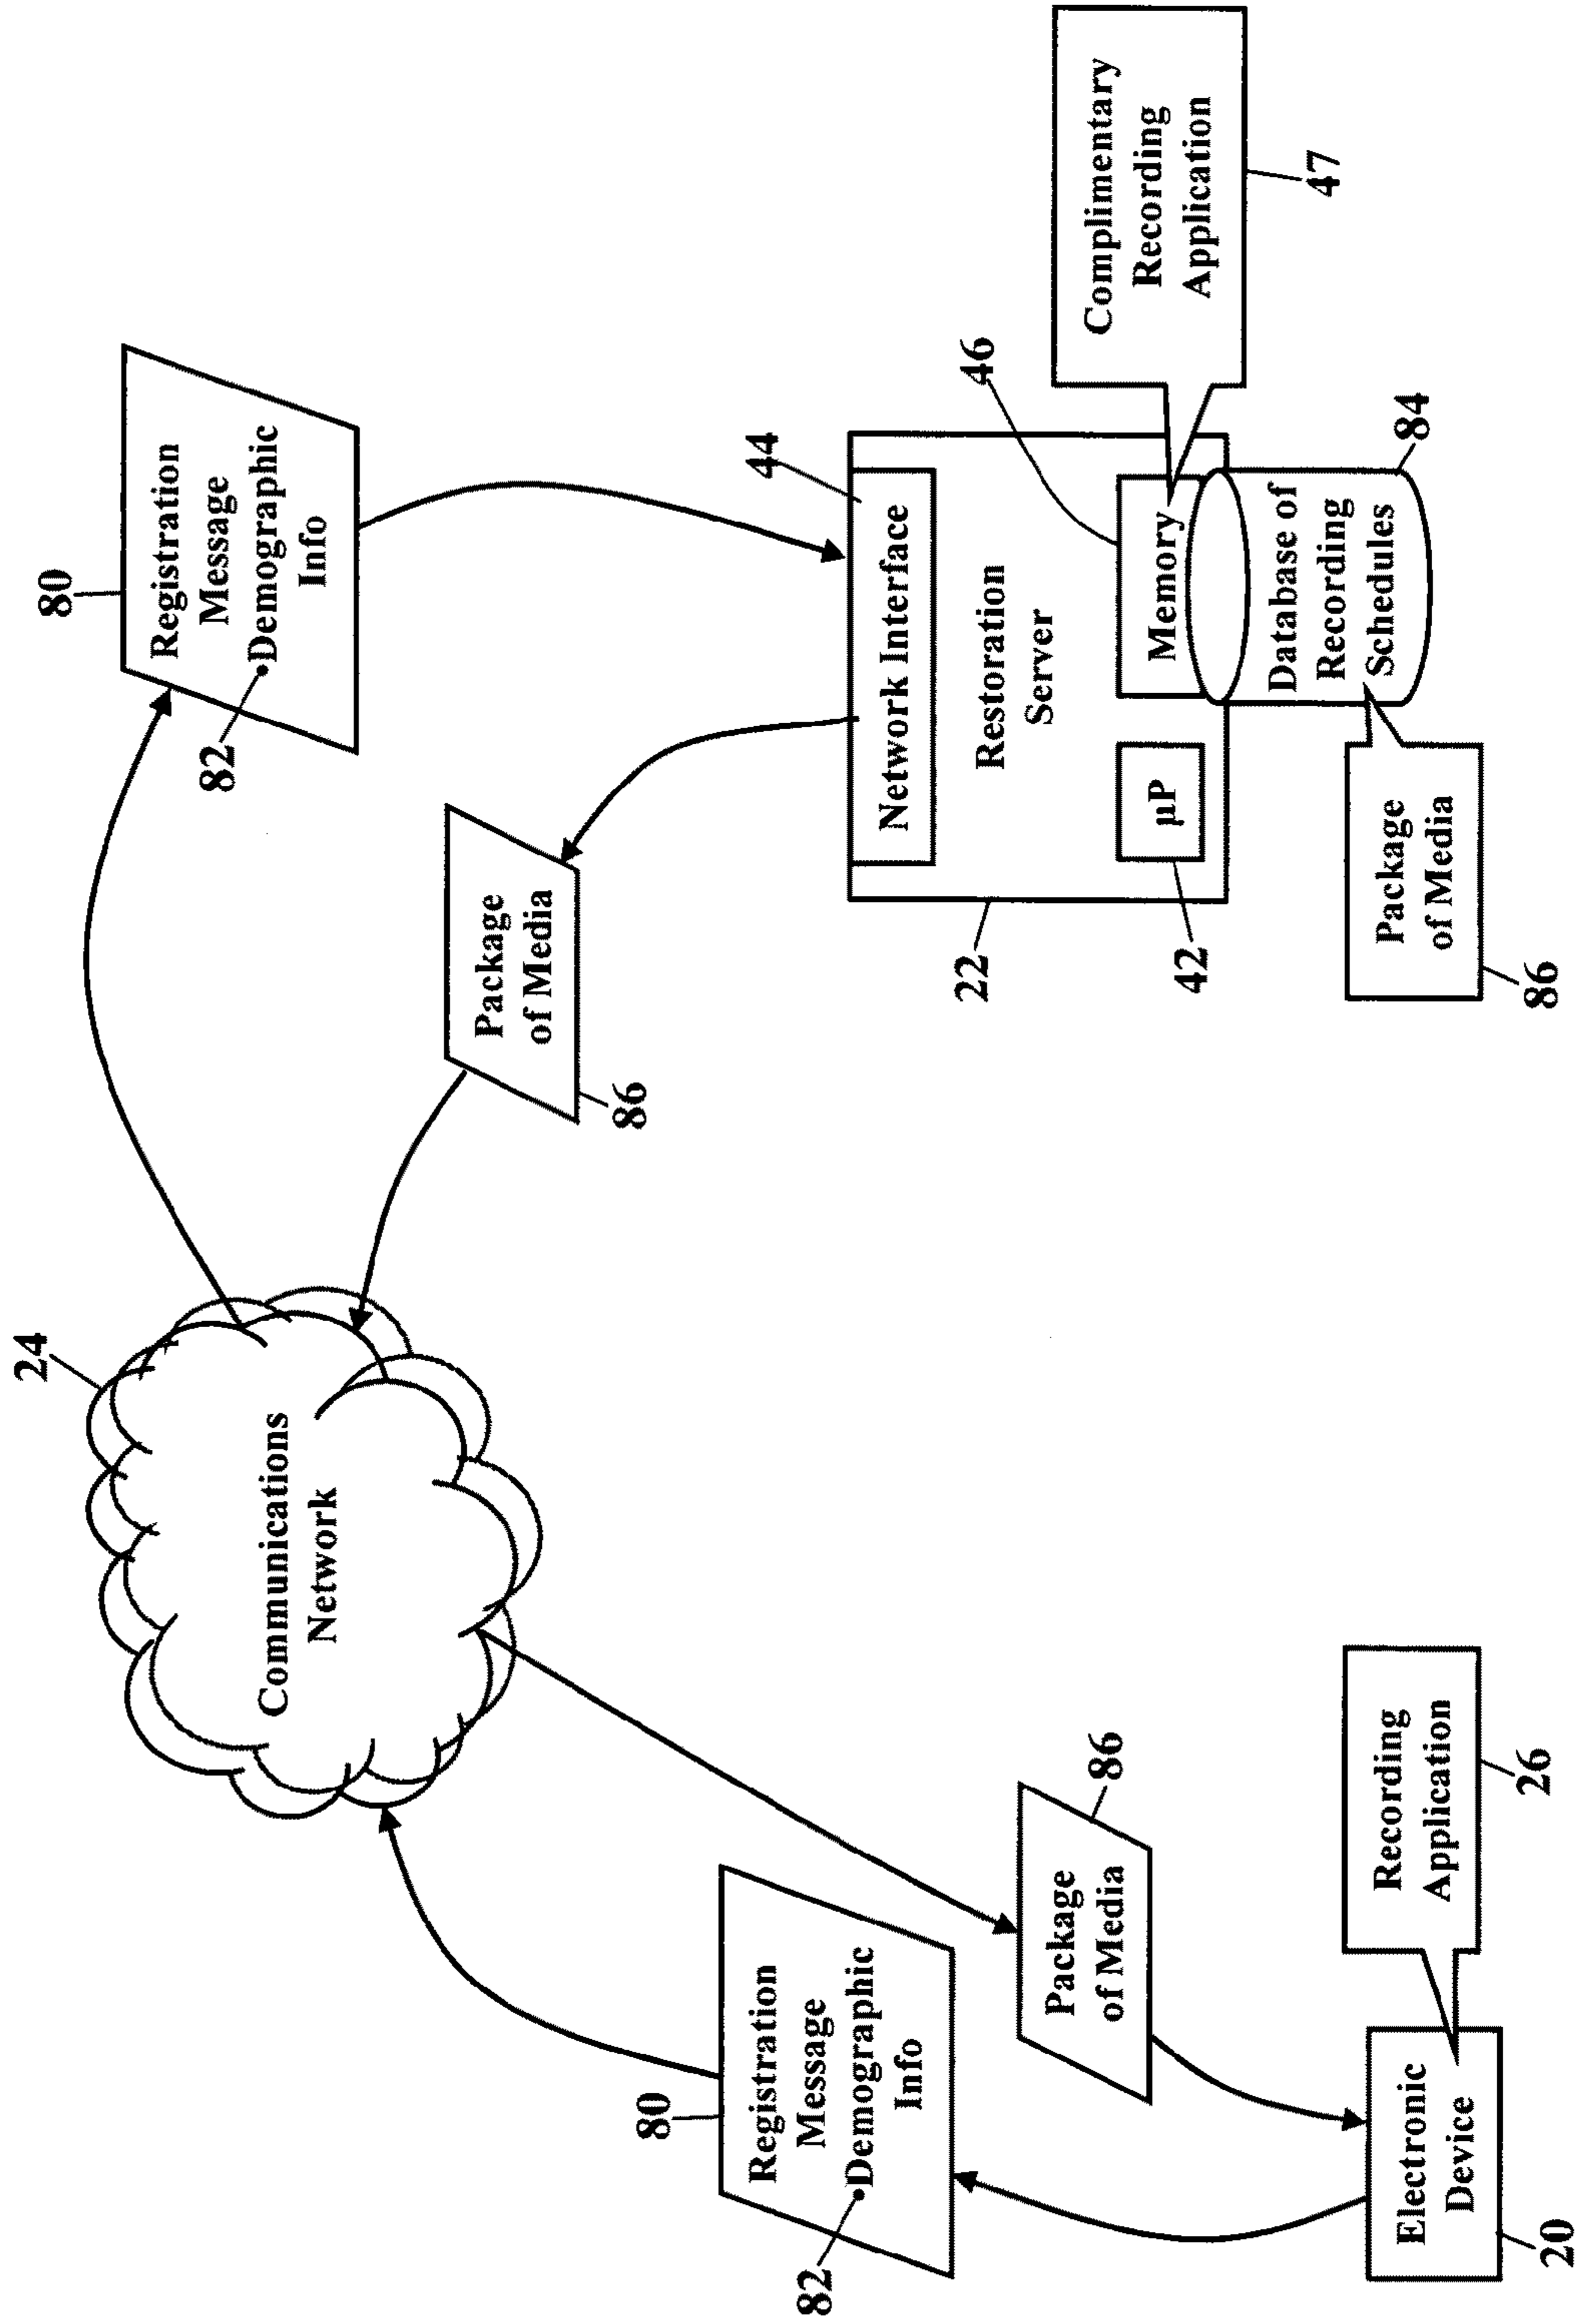 24
80
Registration
Message
82
•Demographic
Info
Communications
Network
Package
of Media
86
80
Registration
Message
82
•Demographic
Info
44
Network Interface
Restoration
Server
22
46
Package
of Media
86
Complimentary
Recording
Application
47
Memory
µP
42
Database of
Recording
Schedules
84
Package
of Media
86
Recording
Application
26
Electronic
Device
20